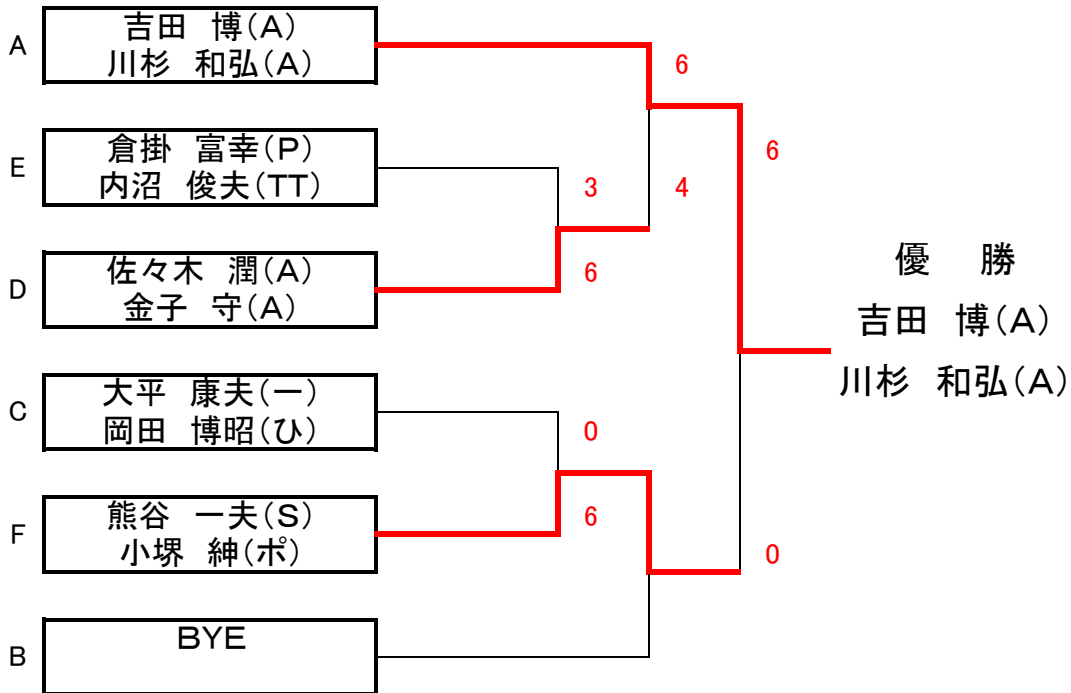 A
吉田　博(A)
川杉　和弘(A)
6
6
E
倉掛　富幸(P)
内沼　俊夫(TT)
3
4
D
佐々木　潤(A)
金子　守(A)
6
優　勝
吉田　博(A)
川杉　和弘(A)
C
大平　康夫(一)
岡田　博昭(ひ)
0
F
熊谷　一夫(S)
小堺　紳(ポ)
6
0
B
BYE